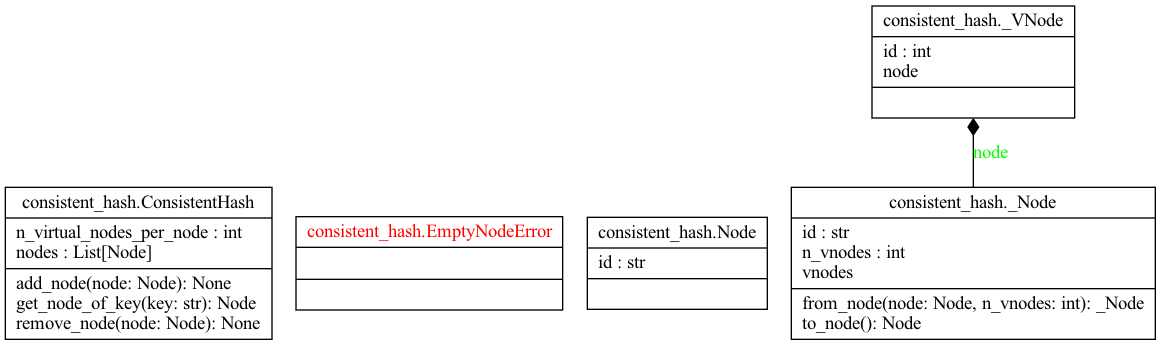 consistent_hash._VNode
id : int
node
node
consistent_hash.ConsistentHash
n_virtual_nodes_per_node : int
nodes : List[Node]
add_node(node: Node): None
get_node_of_key(key: str): Node
remove_node(node: Node): None
consistent_hash.EmptyNodeError
consistent_hash.Node
id : str
consistent_hash._Node
id : str
n_vnodes : int
vnodes
from_node(node: Node, n_vnodes: int): _Node
to_node(): Node